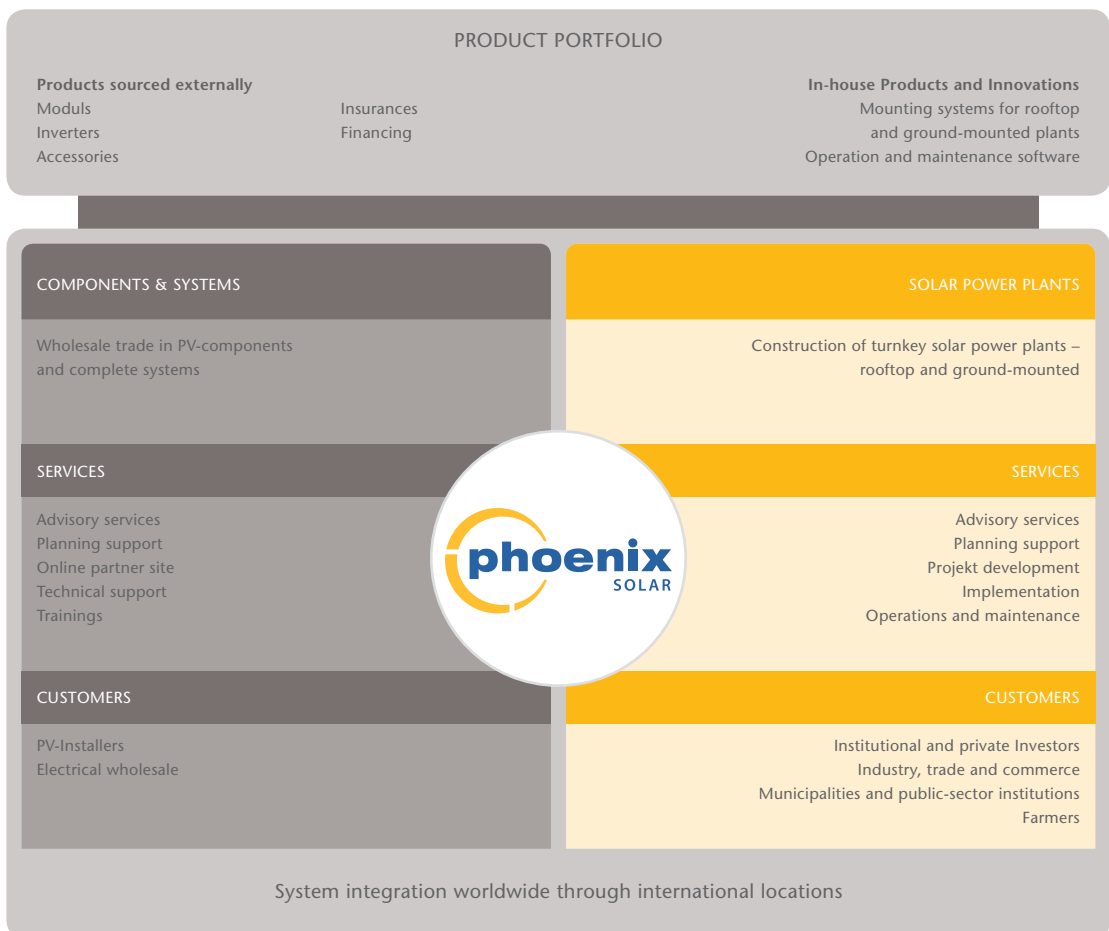 PRODUCT PORTFOLIO
Products sourced externally
Moduls
Inverters
Accessories
Insurances
Financing
In-house Products and Innovations
Mounting systems for rooftop
and ground-mounted plants
Operation and maintenance software
COMPONENTS & SYSTEMS
Wholesale trade in PV-components
and complete systems
SERVICES
Advisory services
Planning support
Online partner site
Technical support
Trainings
CUSTOMERS
PV-Installers
Electrical wholesale
phoenix
SOLAR
SOLAR POWER PLANTS
Construction of turnkey solar power plants –
rooftop and ground-mounted
SERVICES
Advisory services
Planning support
Projekt development
Implementation
Operations and maintenance
CUSTOMERS
Institutional and private Investors
Industry, trade and commerce
Municipalities and public-sector institutions
Farmers
System integration worldwide through international locations